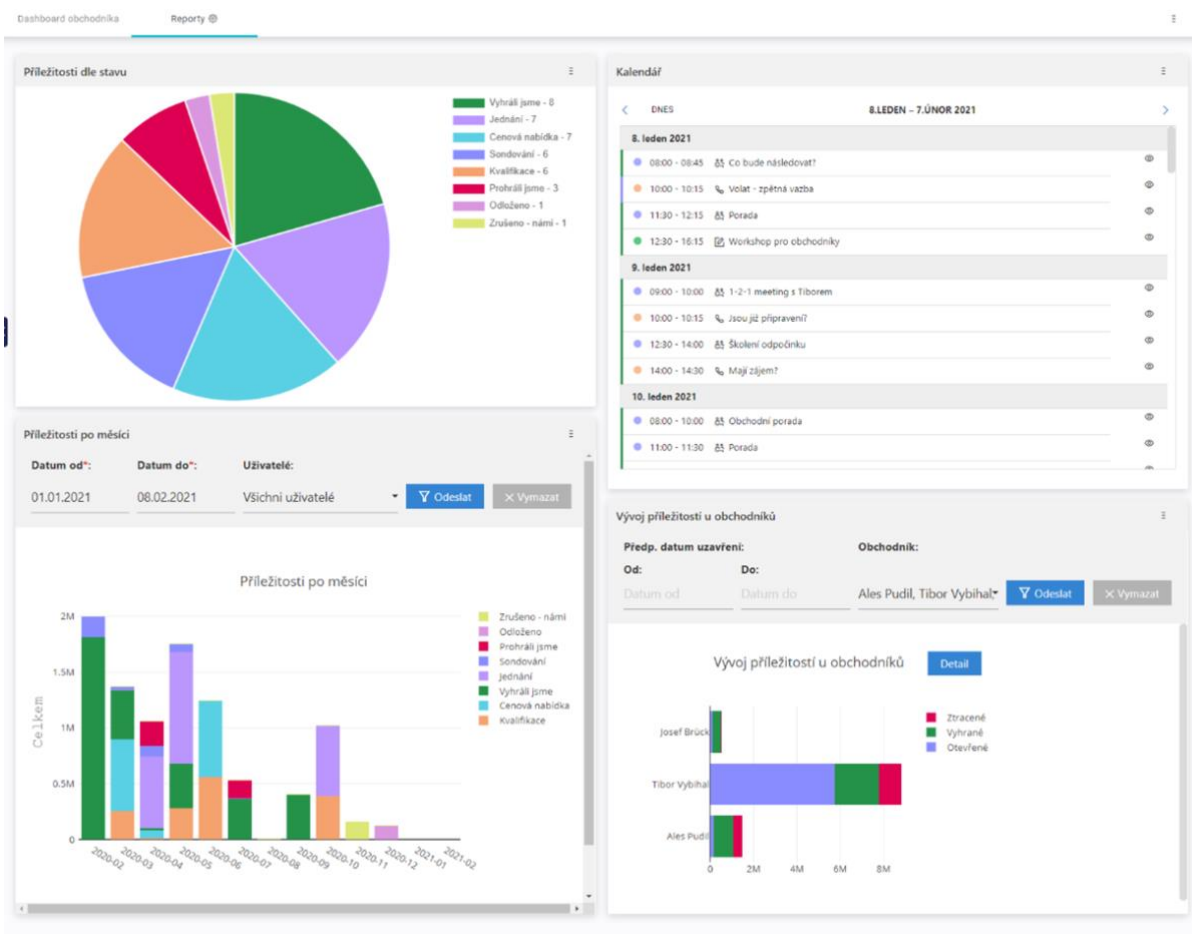 Dashboard obchodníka
Reporty
Příležitosti dle stavu
Vyhráli jsme - 8
Jednání - 7
Cenová nabídka - 7
Sondování - 6
Kvalifikace - 6
Prohráli jsme - 3
Odloženo - 1
Zrušeno - námi - 1
Kalendář
DNES 8.LEDEN – 7.ÚNOR 2021
8. leden 2021
08:00 - 08:45 Co bude následovat?
10:00 - 10:15 Volat - zpětná vazba
11:30 - 12:15 Porada
12:30 - 16:15 Workshop pro obchodníky
9. leden 2021
09:00 - 10:00 1-2-1 meeting s Tiborem
10:00 - 10:15 Jsou již připravení?
12:30 - 14:00 Školení odpočinku
14:00 - 14:30 Mají zájem?
10. leden 2021
08:00 - 10:00 Obchodní porada
11:00 - 11:30 Porada
Příležitosti po měsíci
Datum od*: Datum do*: Uživatelé:
01.01.2021 08.02.2021 Všichni uživatelé Odeslat Vymazat
Příležitosti po měsíci
2M
1.5M
1M
0.5M
0
Celkem
2020-02 2020-03 2020-04 2020-05 2020-06 2020-07 2020-08 2020-09 2020-10 2020-11 2020-12 2021-01 2021-02
Zrušeno - námi
Odloženo
Prohráli jsme
Sondování
Jednání
Vyhráli jsme
Cenová nabídka
Kvalifikace
Vývoj příležitostí u obchodníků
Předp. datum uzavření: Obchodník:
Od: Do:
Datum od Datum do Ales Pudil, Tibor Vybihal Odeslat Vymazat
Vývoj příležitostí u obchodníků Detail
Josef Brück
Tibor Vybihal
Ales Pudil
0 2M 4M 6M 8M
Ztracené
Vyhrané
Otevřené